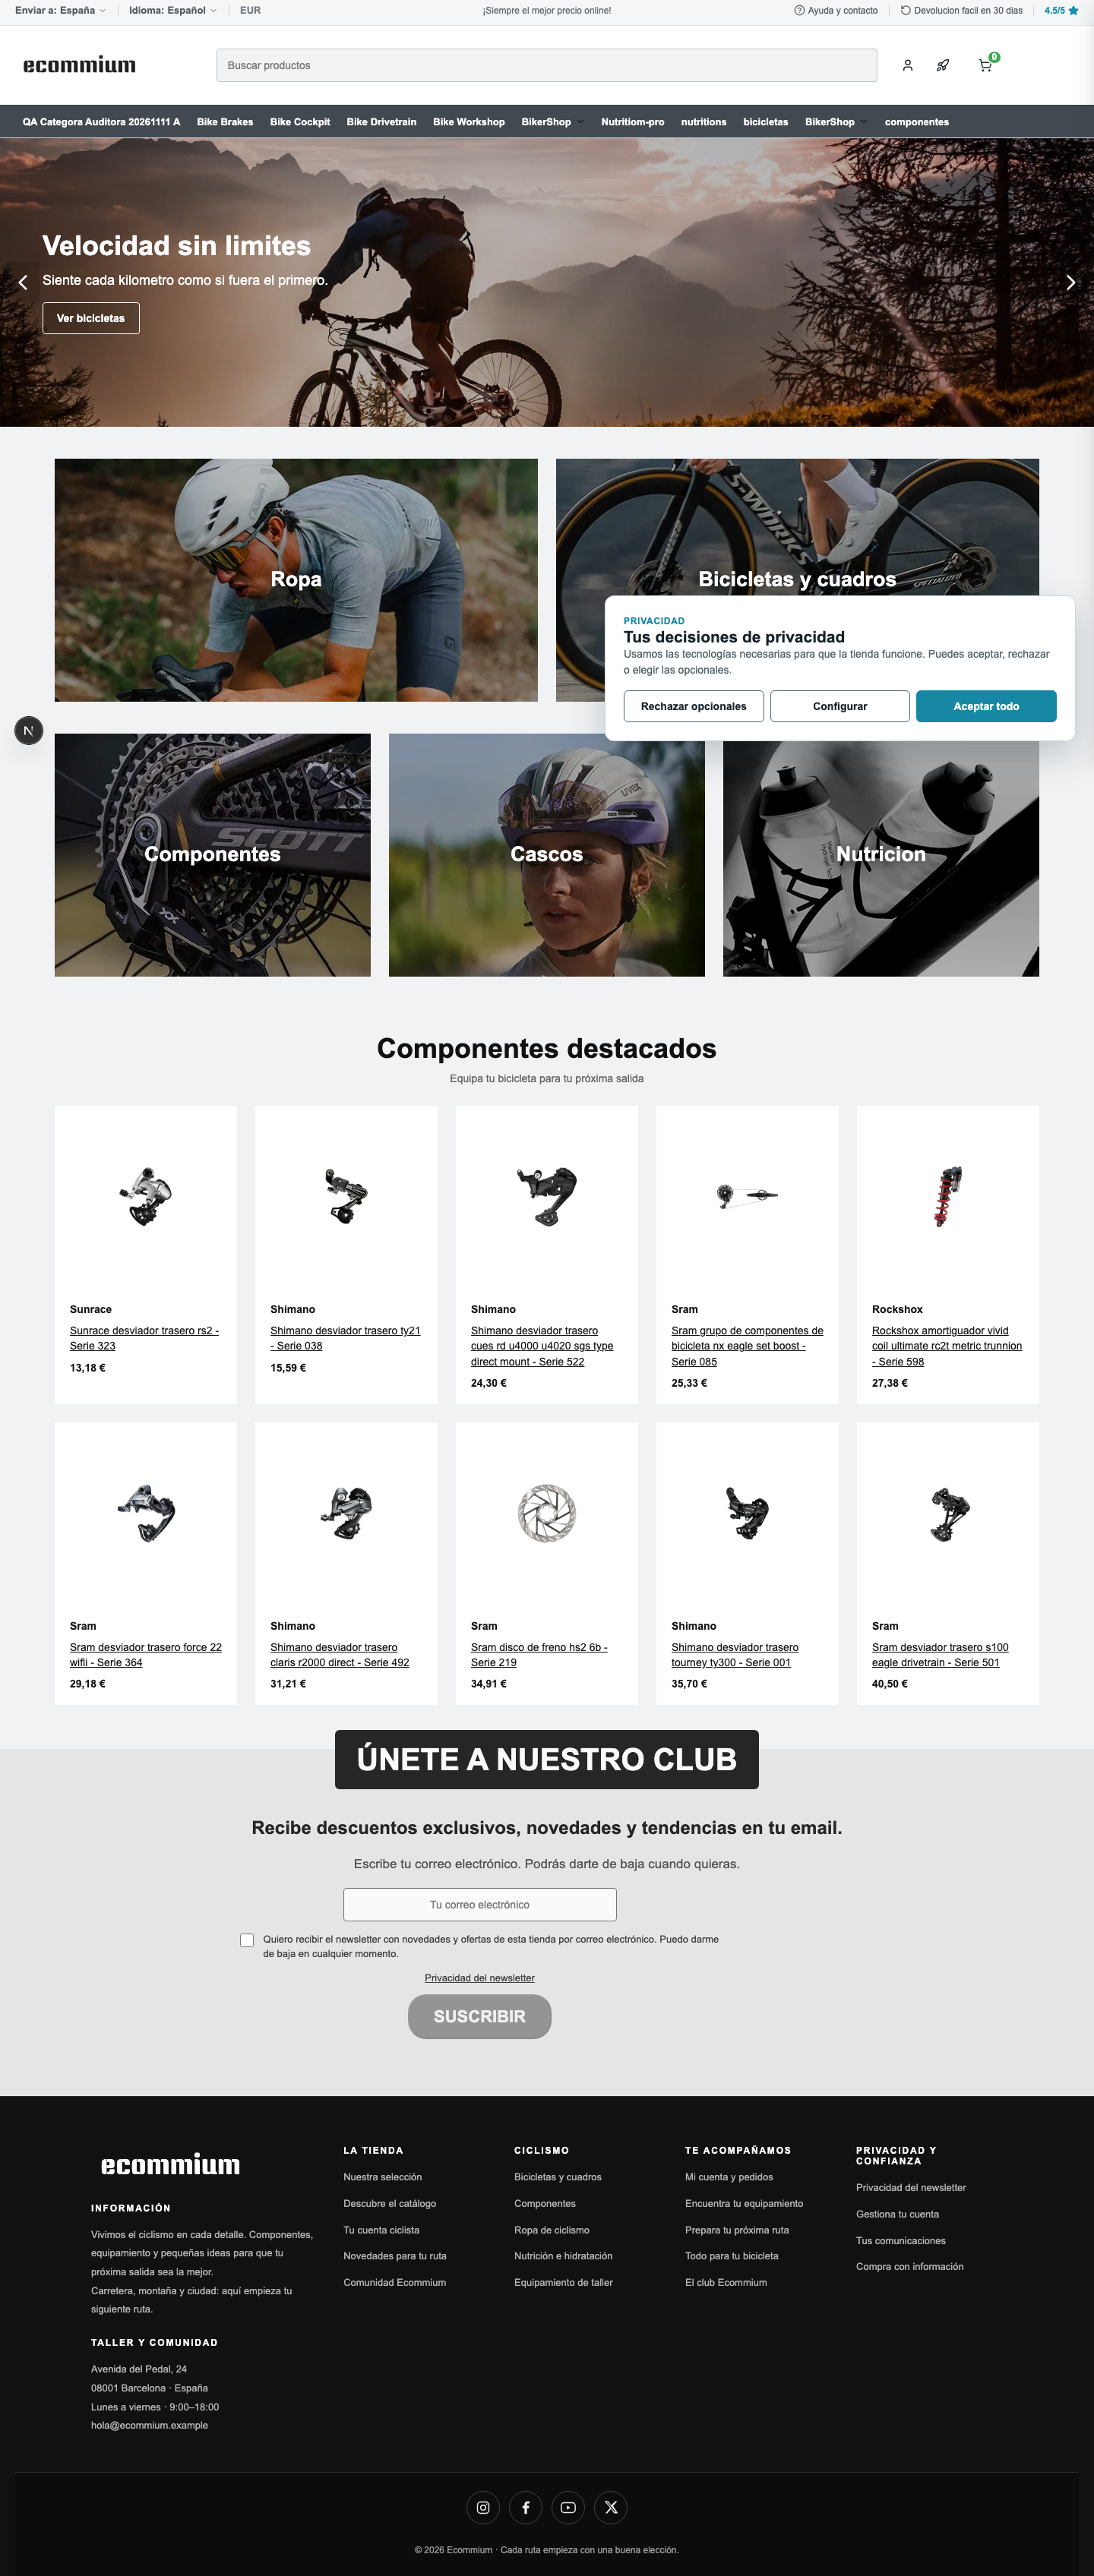 Enviar a: España
Idioma: Español
EUR
¡Siempre el mejor precio online!
Ayuda y contacto
Devolucion facil en 30 dias
4.5/5
ecommium
Buscar productos
0
QA Categora Auditora 20261111 A
Bike Brakes
Bike Cockpit
Bike Drivetrain
Bike Workshop
BikerShop
Nutritiom-pro
nutritions
bicicletas
BikerShop
componentes
Velocidad sin limites
Siente cada kilometro como si fuera el primero.
Ver bicicletas
Ropa
S-WORKS
SPECIALIZED
Bicicletas y cuadros
PRIVACIDAD
Tus decisiones de privacidad
Usamos las tecnologías necesarias para que la tienda funcione. Puedes aceptar, rechazar
o elegir las opcionales.
Rechazar opcionales
Configurar
Aceptar todo
N
SCOTT
Componentes
uvex
Cascos
Nutricion
Componentes destacados
Equipa tu bicicleta para tu próxima salida
Sunrace
Sunrace desviador trasero rs2 -
Serie 323
13,18 €
Shimano
Shimano desviador trasero ty21
- Serie 038
15,59 €
Shimano
Shimano desviador trasero
cues rd u4000 u4020 sgs type
direct mount - Serie 522
24,30 €
Sram
Sram grupo de componentes de
bicicleta nx eagle set boost -
Serie 085
25,33 €
Rockshox
Rockshox amortiguador vivid
coil ultimate rc2t metric trunnion
- Serie 598
27,38 €
Sram
Sram desviador trasero force 22
wifli - Serie 364
29,18 €
Shimano
Shimano desviador trasero
claris r2000 direct - Serie 492
31,21 €
Sram
Sram disco de freno hs2 6b -
Serie 219
34,91 €
Shimano
Shimano desviador trasero
tourney ty300 - Serie 001
35,70 €
Sram
Sram desviador trasero s100
eagle drivetrain - Serie 501
40,50 €
ÚNETE A NUESTRO CLUB
Recibe descuentos exclusivos, novedades y tendencias en tu email.
Escribe tu correo electrónico. Podrás darte de baja cuando quieras.
Tu correo electrónico
Quiero recibir el newsletter con novedades y ofertas de esta tienda por correo electrónico. Puedo darme
de baja en cualquier momento.
Privacidad del newsletter
SUSCRIBIR
ecommium
INFORMACIÓN
Vivimos el ciclismo en cada detalle. Componentes,
equipamiento y pequeñas ideas para que tu
próxima salida sea la mejor.
Carretera, montaña y ciudad: aquí empieza tu
siguiente ruta.
TALLER Y COMUNIDAD
Avenida del Pedal, 24
08001 Barcelona · España
Lunes a viernes · 9:00–18:00
hola@ecommium.example
LA TIENDA
Nuestra selección
Descubre el catálogo
Tu cuenta ciclista
Novedades para tu ruta
Comunidad Ecommium
CICLISMO
Bicicletas y cuadros
Componentes
Ropa de ciclismo
Nutrición e hidratación
Equipamiento de taller
TE ACOMPAÑAMOS
Mi cuenta y pedidos
Encuentra tu equipamiento
Prepara tu próxima ruta
Todo para tu bicicleta
El club Ecommium
PRIVACIDAD Y
CONFIANZA
Privacidad del newsletter
Gestiona tu cuenta
Tus comunicaciones
Compra con información
© 2026 Ecommium · Cada ruta empieza con una buena elección.